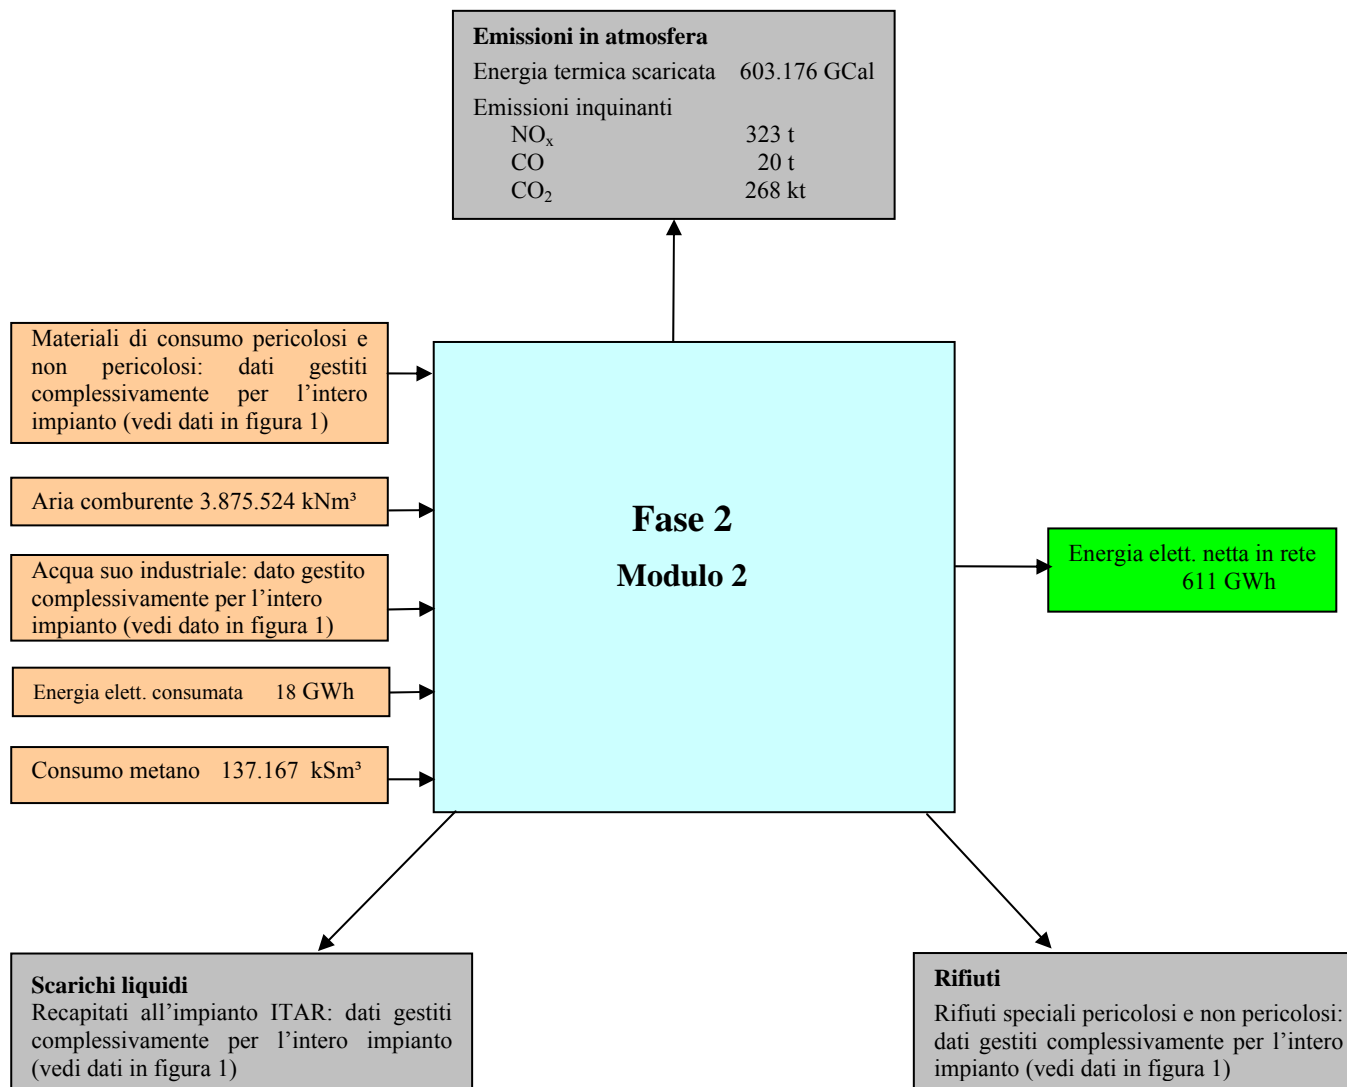 Emissioni in atmosfera
Energia termica scaricata 603.176 GCal
Emissioni inquinanti
NOx 323 t
CO 20 t
CO2 268 kt
Materiali di consumo pericolosi e
non pericolosi: dati gestiti
complessivamente per l'intero
impianto (vedi dati in figura 1)
Aria comburente 3.875.524 kNm³
Acqua suo industriale: dato gestito
complessivamente per l'intero
impianto (vedi dato in figura 1)
Energia elett. consumata 18 GWh
Consumo metano 137.167 kSm³
Fase 2
Modulo 2
Energia elett. netta in rete
611 GWh
Scarichi liquidi
Recapitati all'impianto ITAR: dati gestiti
complessivamente per l'intero impianto
(vedi dati in figura 1)
Rifiuti
Rifiuti speciali pericolosi e non pericolosi:
dati gestiti complessivamente per l'intero
impianto (vedi dati in figura 1)